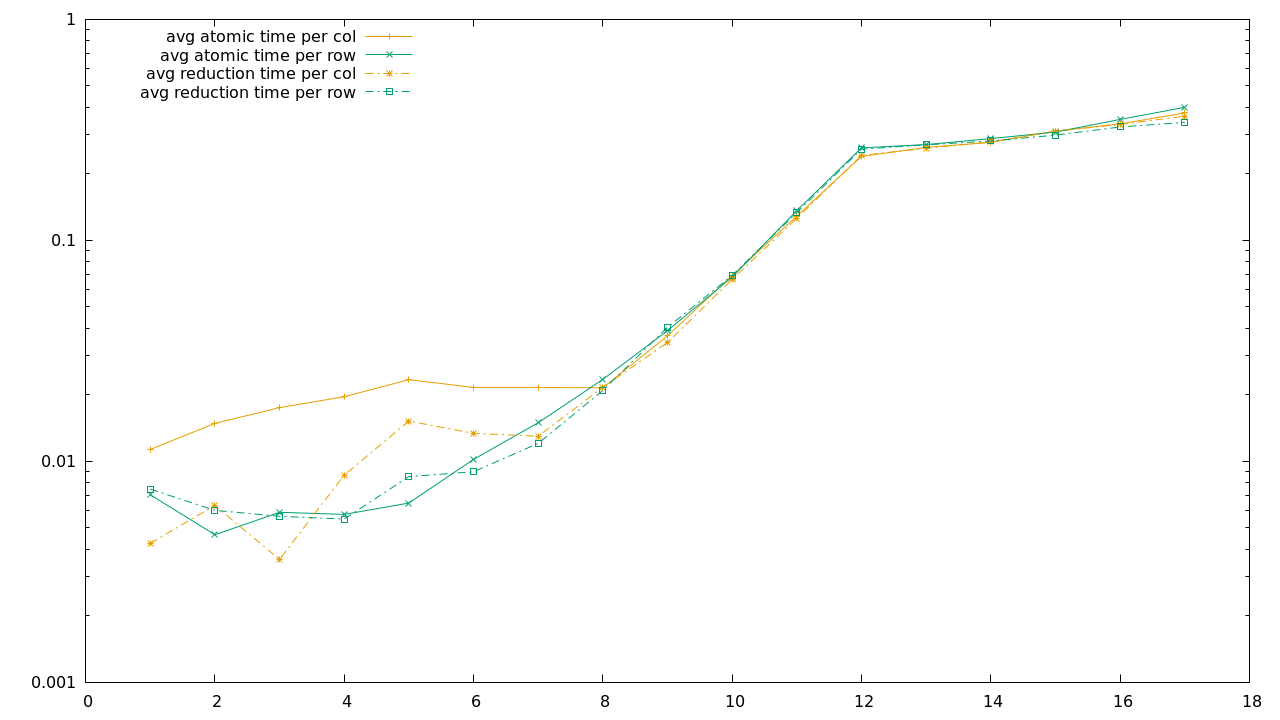 1
avg atomic time per col
avg atomic time per row
avg reduction time per col
avg reduction time per row
0.1
0.01
0.001
0 2 4 6 8 10 12 14 16 18